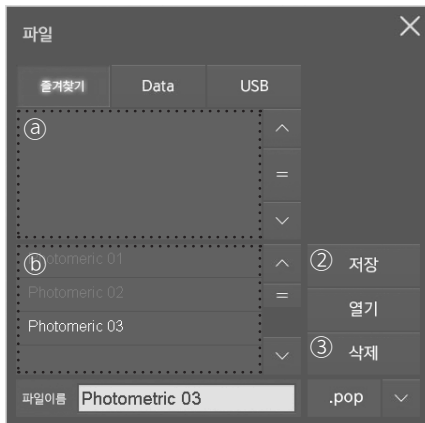 파일
즐겨찾기 Data USB
ⓐ
ⓑ Photomeric 01
② 저장
Photomeric 02
열기
Photomeric 03
③ 삭제
파일이름 Photometric 03 .pop